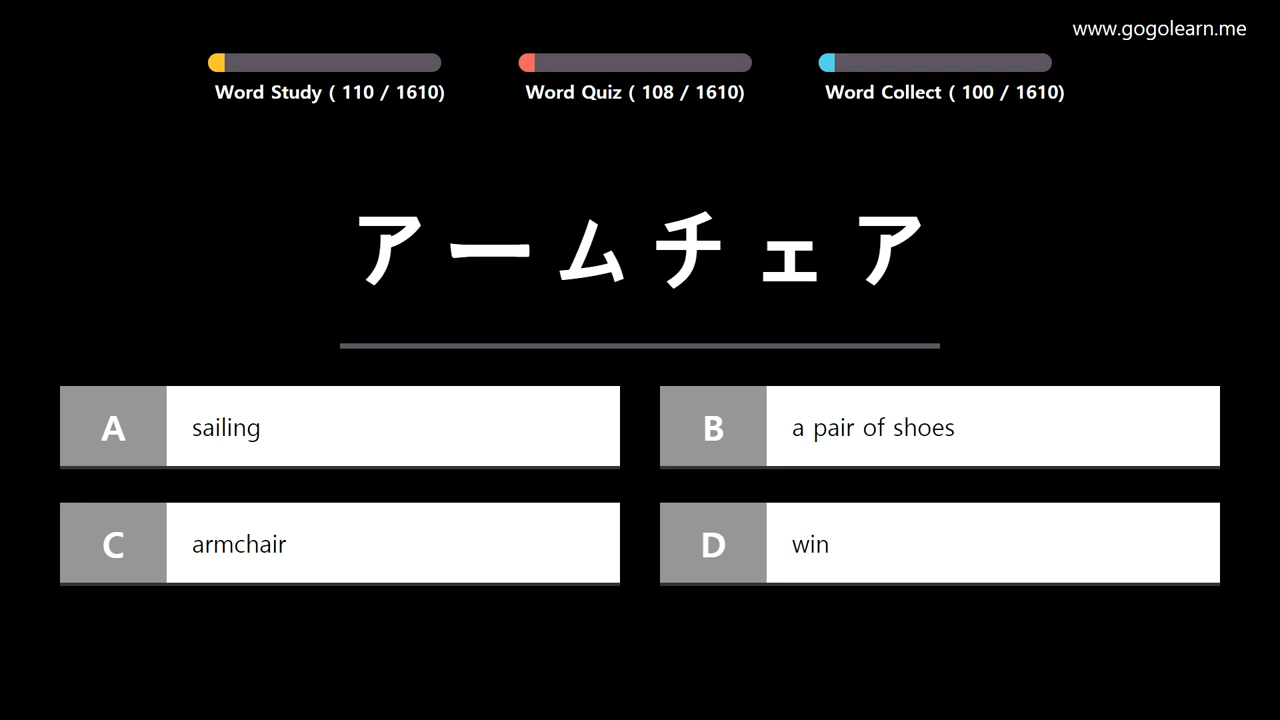 www.gogolearn.me
Word Study ( 110 / 1610)
Word Quiz ( 108 / 1610)
Word Collect ( 100 / 1610)
アームチェア
A sailing
B a pair of shoes
C armchair
D win